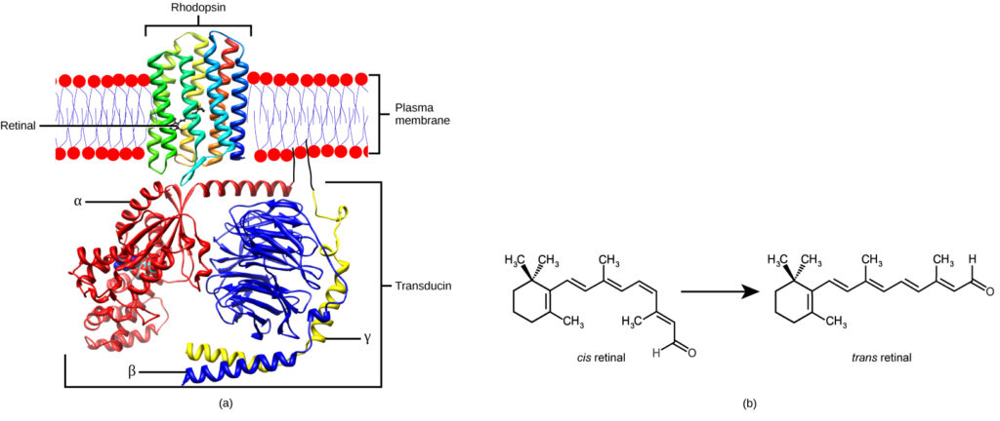 Rhodopsin
Retinal
Plasma
membrane
α
Transducin
γ
β
(a)
H₃C CH₃ CH₃
CH₃
H₃C
H O
cis retinal
H₃C CH₃ CH₃ CH₃ H
O
CH₃
trans retinal
(b)